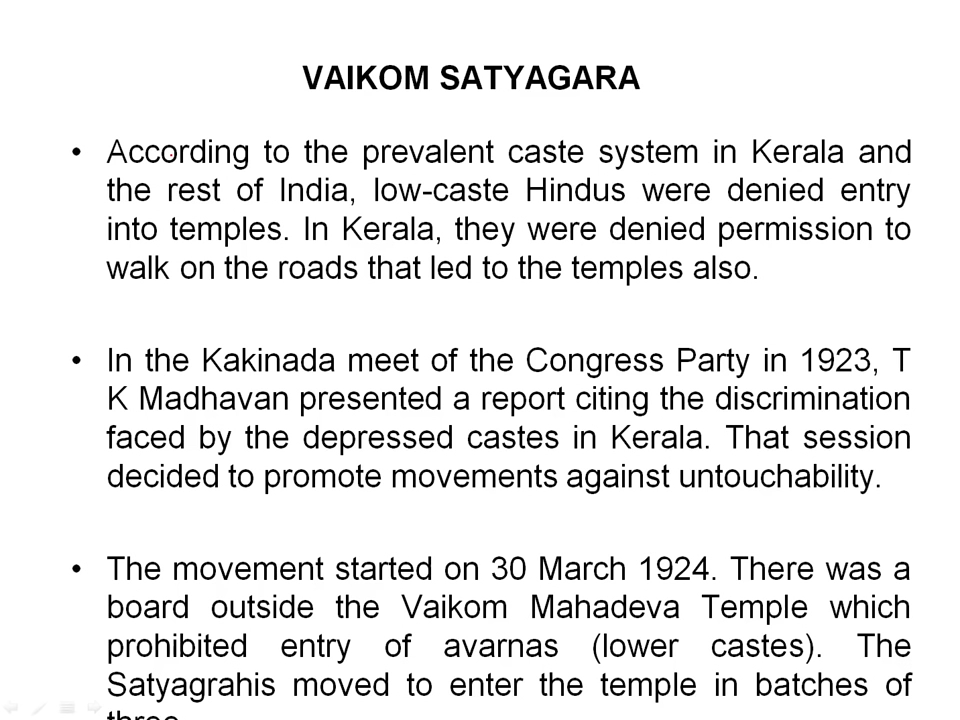 VAIKOM SATYAGARA
• According to the prevalent caste system in Kerala and
the rest of India, low-caste Hindus were denied entry
into temples. In Kerala, they were denied permission to
walk on the roads that led to the temples also.
• In the Kakinada meet of the Congress Party in 1923, T
K Madhavan presented a report citing the discrimination
faced by the depressed castes in Kerala. That session
decided to promote movements against untouchability.
• The movement started on 30 March 1924. There was a
board outside the Vaikom Mahadeva Temple which
prohibited entry of avarnas (lower castes). The
Satyagrahis moved to enter the temple in batches of